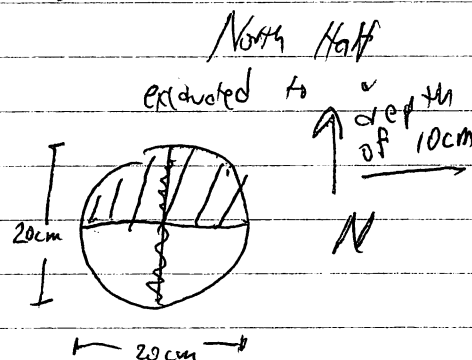 North Half
excavated to a
depth
of 10cm
20cm
N
20cm